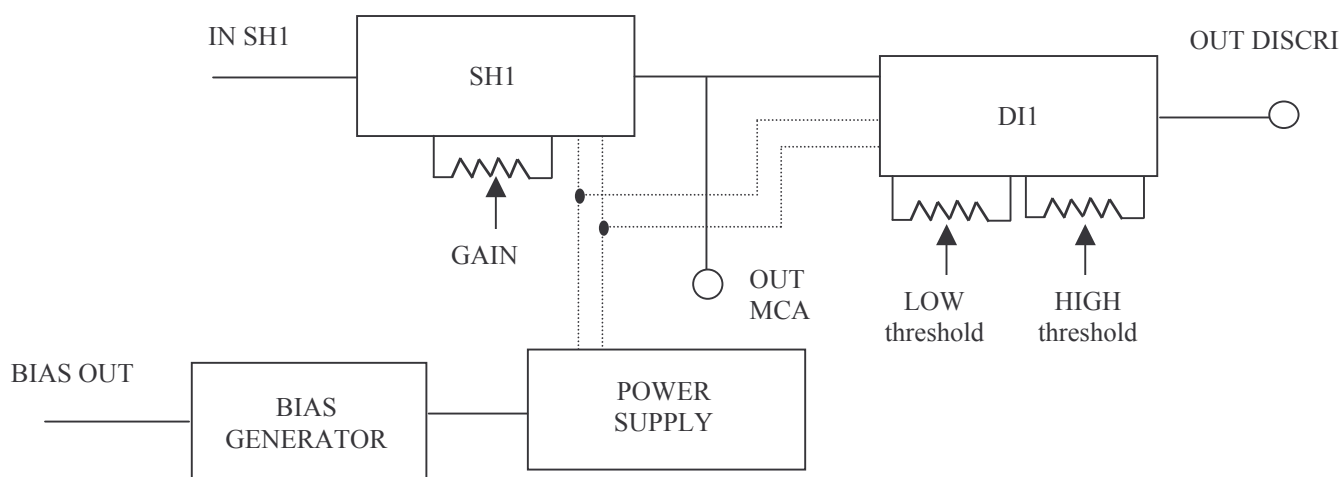 IN SH1
SH1
OUT DISCRI
DI1
GAIN
OUT
MCA
LOW
threshold
HIGH
threshold
BIAS OUT
BIAS
GENERATOR
POWER
SUPPLY